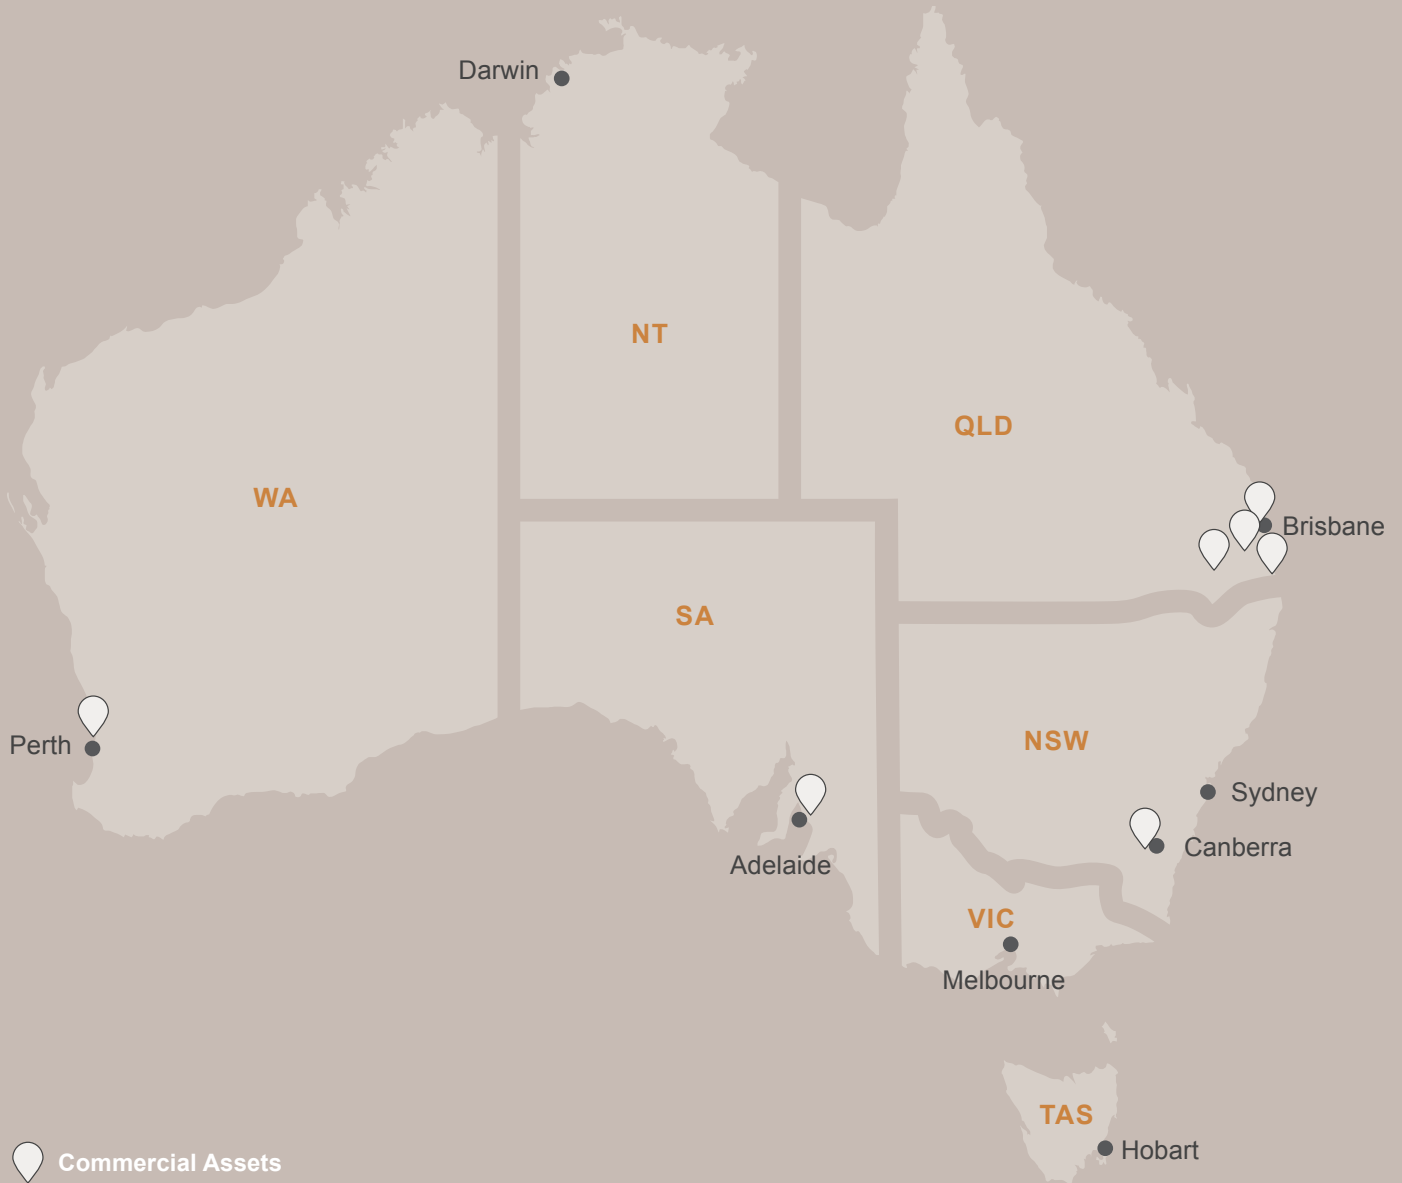 Darwin
NT
QLD
WA
Brisbane
SA
Perth
NSW
Sydney
Canberra
Adelaide
VIC
Melbourne
TAS
Hobart
Commercial Assets